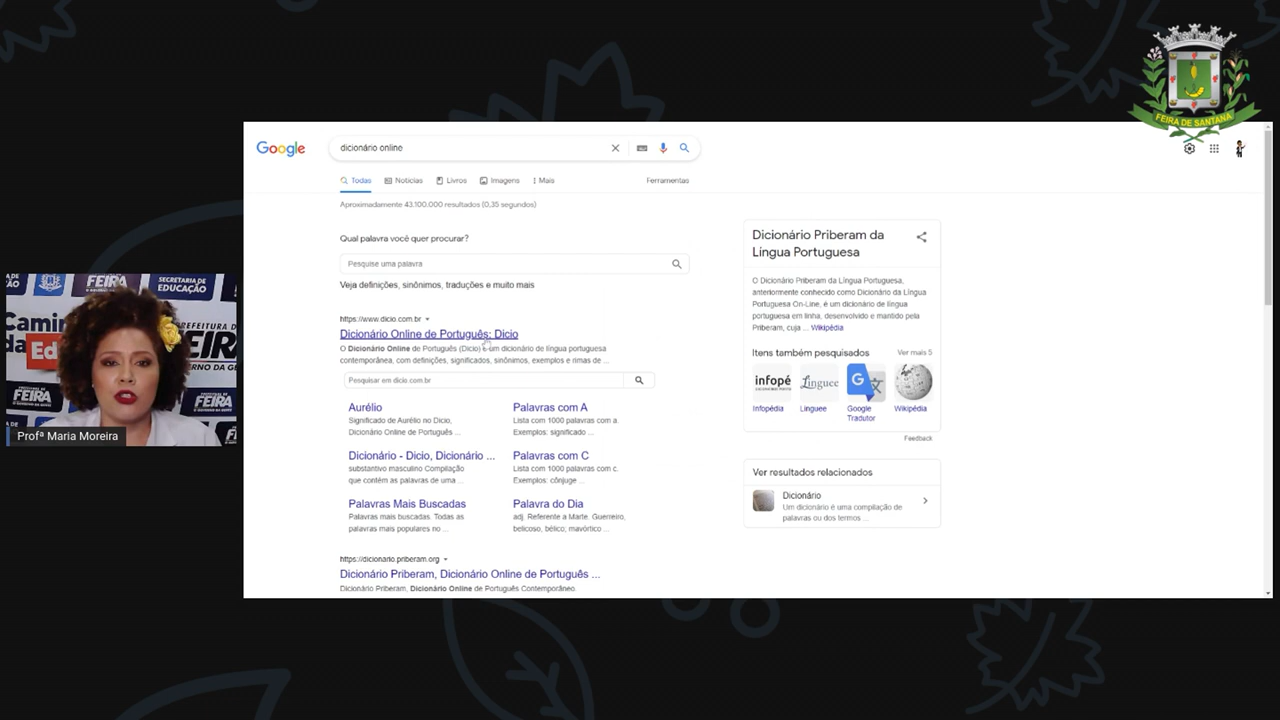 FEIRA DE SANTANA
Google
dicionário online
Todas
Notícias
Livros
Imagens
Mais
Ferramentas
Aproximadamente 43.100.000 resultados (0,35 segundos)
Qual palavra você quer procurar?
Pesquise uma palavra
Veja definições, sinônimos, traduções e muito mais
https://www.dicio.com.br
Dicionário Online de Português: Dicio
O Dicionário Online de Português (Dicio) é um dicionário de língua portuguesa
contemporânea, com definições, significados, sinônimos, exemplos e rimas de ...
Pesquisar em dicio.com.br
Aurélio
Significado de Aurélio no Dicio,
Dicionário Online de Português ...
Palavras com A
Lista com 1000 palavras com a.
Exemplos: significado ...
Dicionário - Dicio, Dicionário ...
substantivo masculino Compilação
que contém as palavras de uma ...
Palavras com C
Lista com 1000 palavras com c.
Exemplos: cônjuge ...
Palavras Mais Buscadas
Palavras mais buscadas. Todas as
palavras mais populares no ...
Palavra do Dia
adj. Referente a Marte. Guerreiro,
belicoso, bélico; mavórtico ...
https://dicionario.priberam.org
Dicionário Priberam, Dicionário Online de Português ...
Dicionário Priberam, Dicionário Online de Português Contemporâneo.
Dicionário Priberam da
Língua Portuguesa
O Dicionário Priberam da Língua Portuguesa,
anteriormente conhecido como Dicionário da Língua
Portuguesa On-Line, é um dicionário de língua
portuguesa em linha, desenvolvido e mantido pela
Priberam, cuja ... Wikipédia
Itens também pesquisados
Ver mais 5
infopé
Linguee
Infopédia
Linguee
Google
Tradutor
Wikipédia
Feedback
Ver resultados relacionados
Dicionário
Um dicionário é uma compilação de
palavras ou dos termos ...
FEIRA
SECRETARIA DE
EDUCAÇÃO
Cami
da Ed
PREFEITURA D
EIR
ERNO DA GE
FEIRA
Profª Maria Moreira